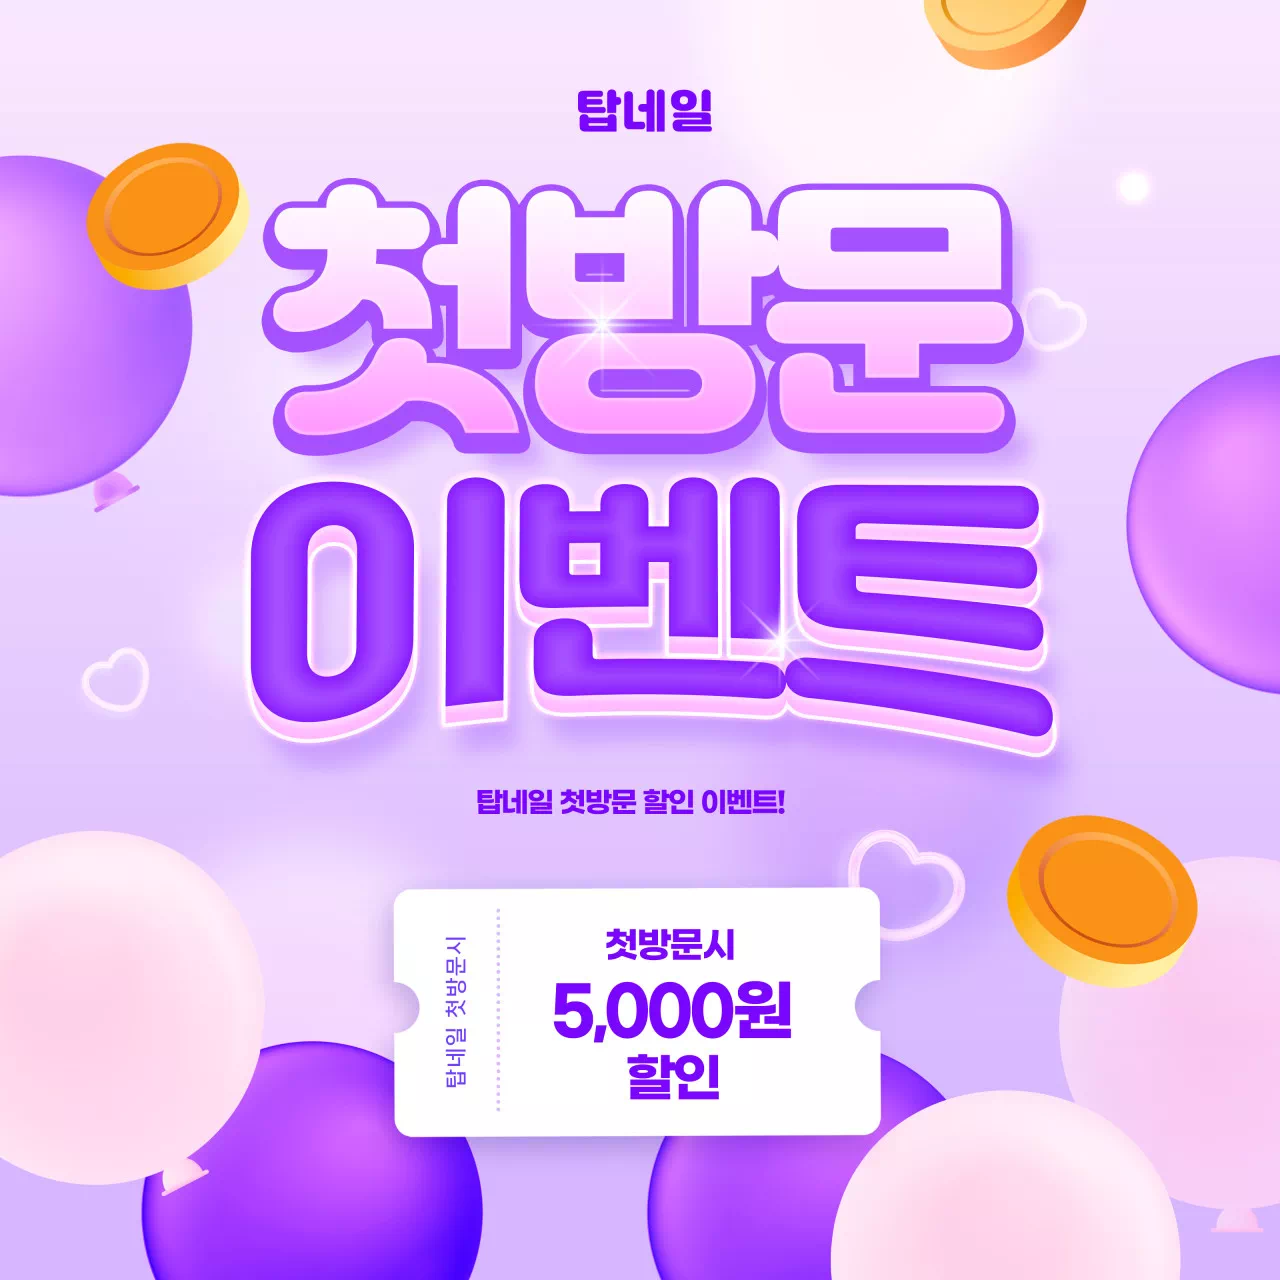 탑네일
첫방문
이벤트
탑네일 첫방문 할인 이벤트!
탑네일 첫방문시
첫방문시
5,000원
할인